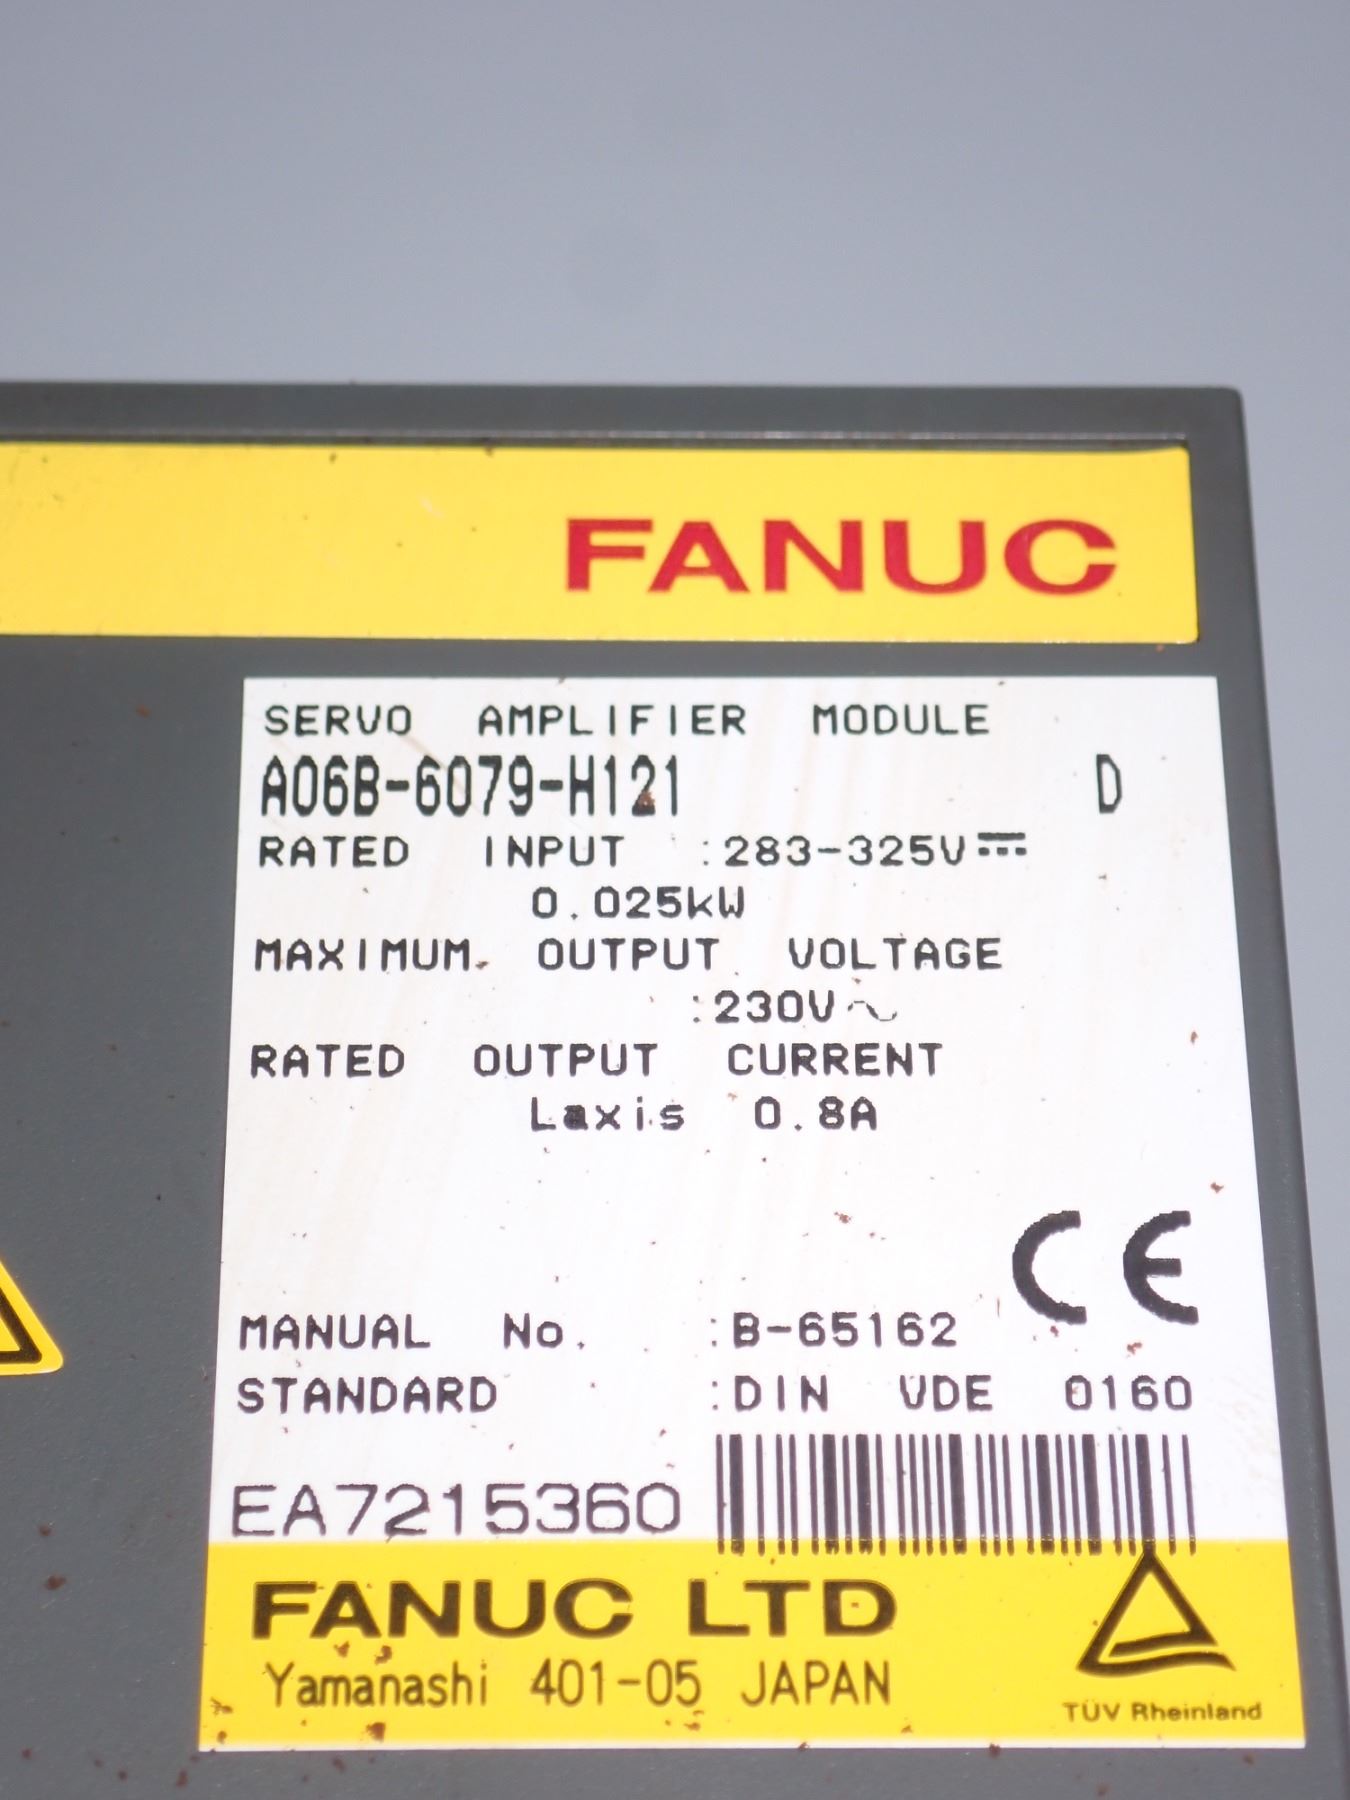 FANUC
SERVO AMPLIFIER MODULE
A06B-6079-H121 D
RATED INPUT :283-325V⎓
0.025kW
MAXIMUM OUTPUT VOLTAGE
:230V~
RATED OUTPUT CURRENT
Laxis 0.8A
CE
MANUAL No. :B-65162
STANDARD :DIN VDE 0160
EA7215360
FANUC LTD
Yamanashi 401-05 JAPAN
TÜV Rheinland